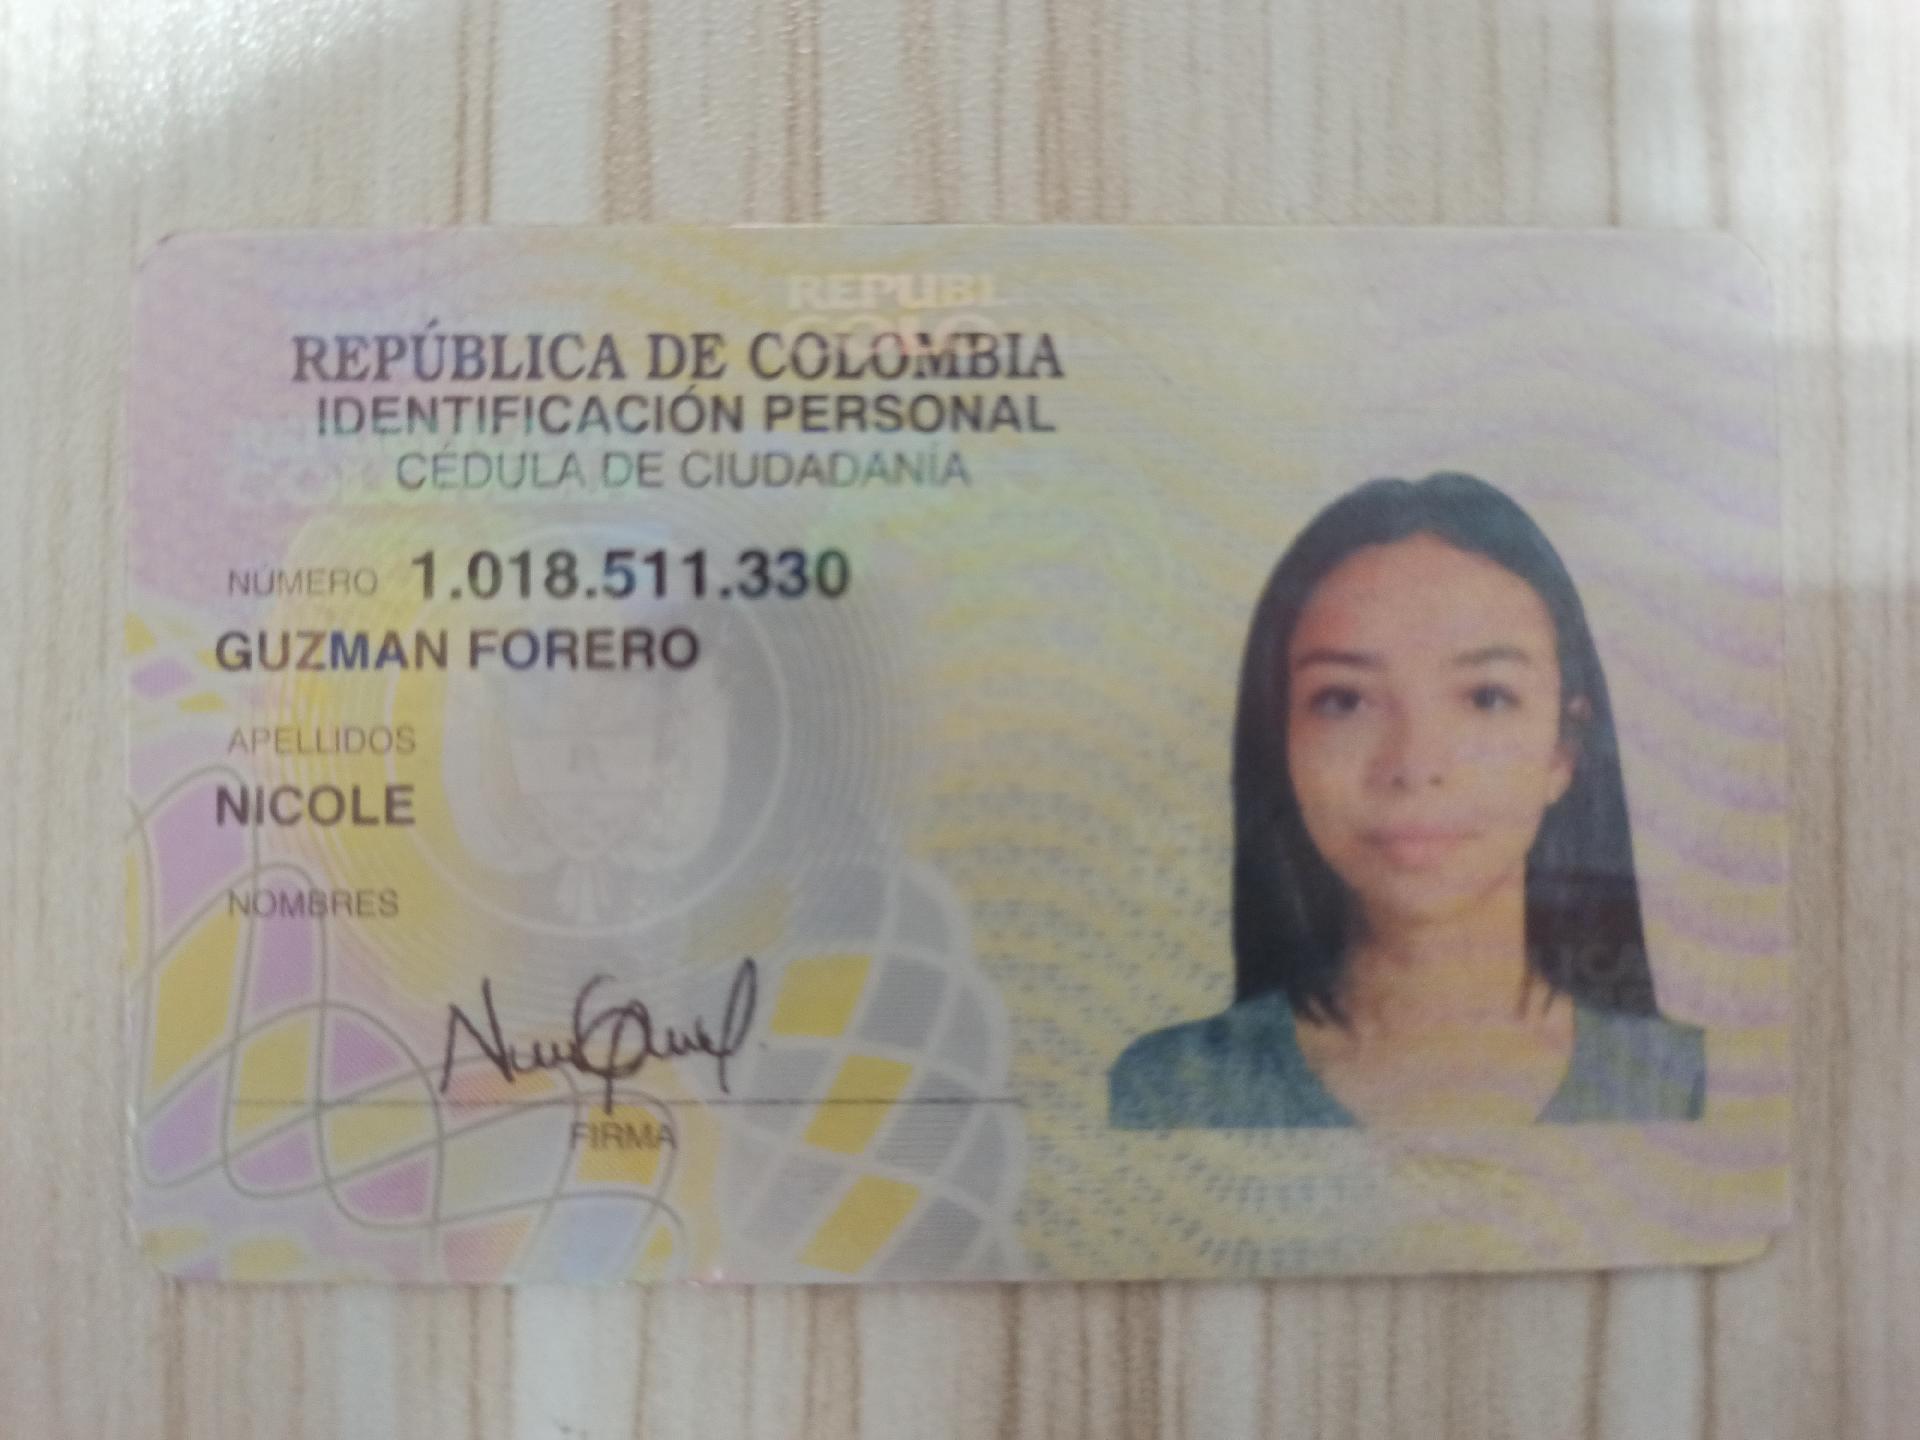 REPUBL
COLO
REPÚBLICA DE COLOMBIA
IDENTIFICACIÓN PERSONAL
CÉDULA DE CIUDADANÍA
NÚMERO 1.018.511.330
GUZMAN FORERO
APELLIDOS
NICOLE
NOMBRES
FIRMA